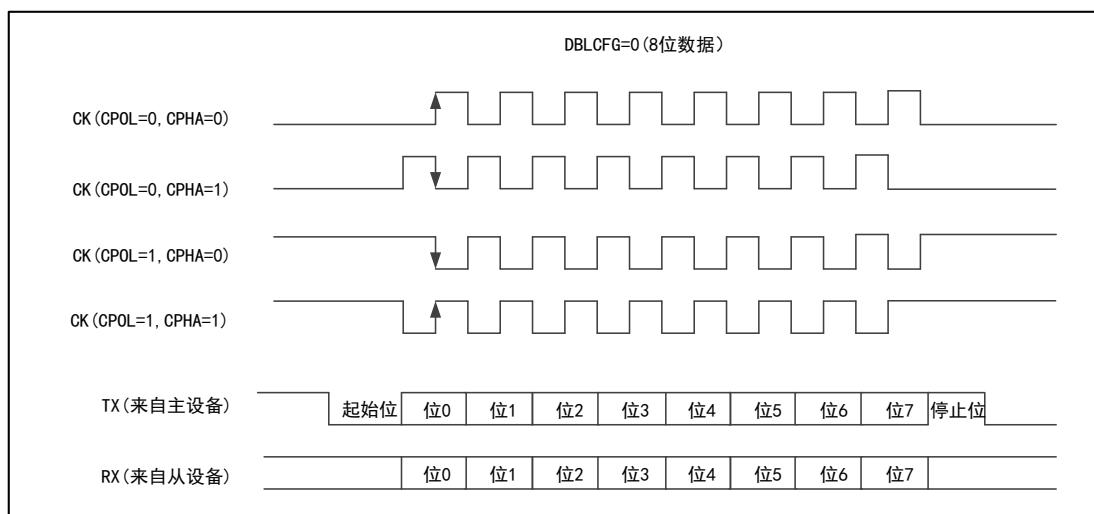 DBLCFG=0(8位数据)
CK(CPOL=0,CPHA=0)
CK(CPOL=0,CPHA=1)
CK(CPOL=1,CPHA=0)
CK(CPOL=1,CPHA=1)
TX(来自主设备) 起始位 位0 位1 位2 位3 位4 位5 位6 位7 停止位
RX(来自从设备) 位0 位1 位2 位3 位4 位5 位6 位7